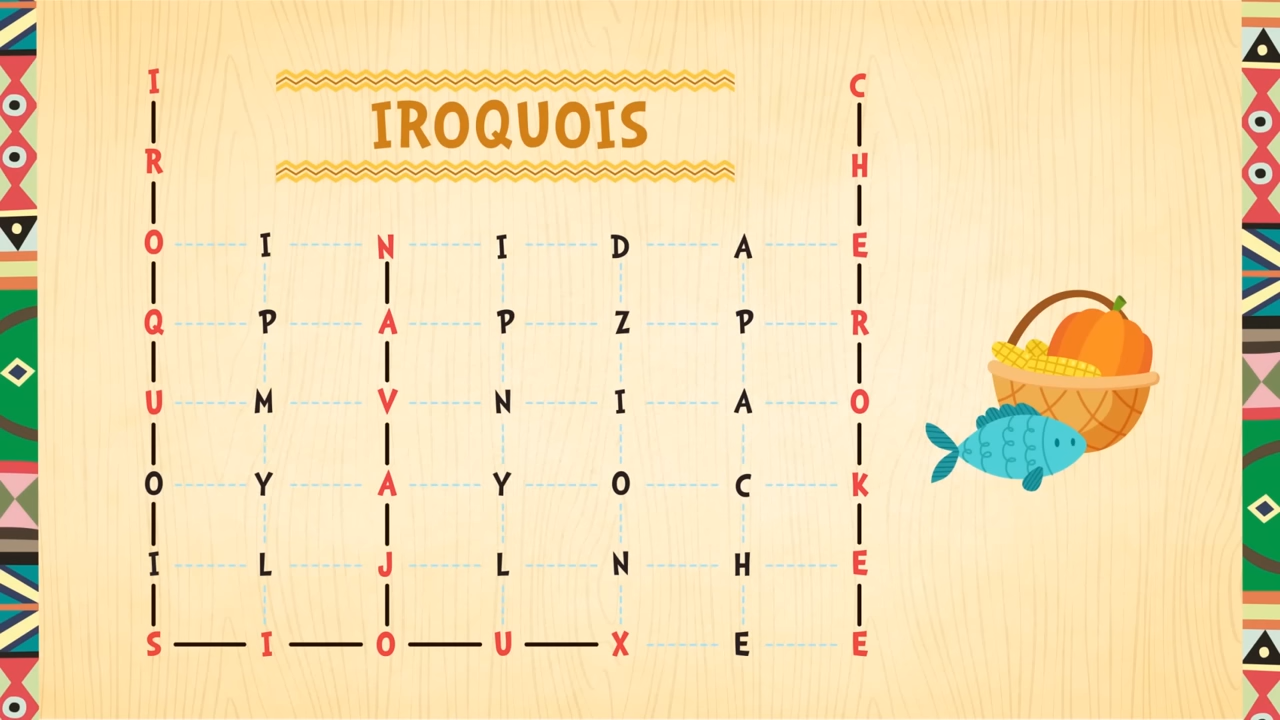 I C
IROQUOIS
R H
O I N I D A E
Q P A P Z P R
U M V N I A O
O Y A Y O C K
I L J L N H E
S I O U X E E